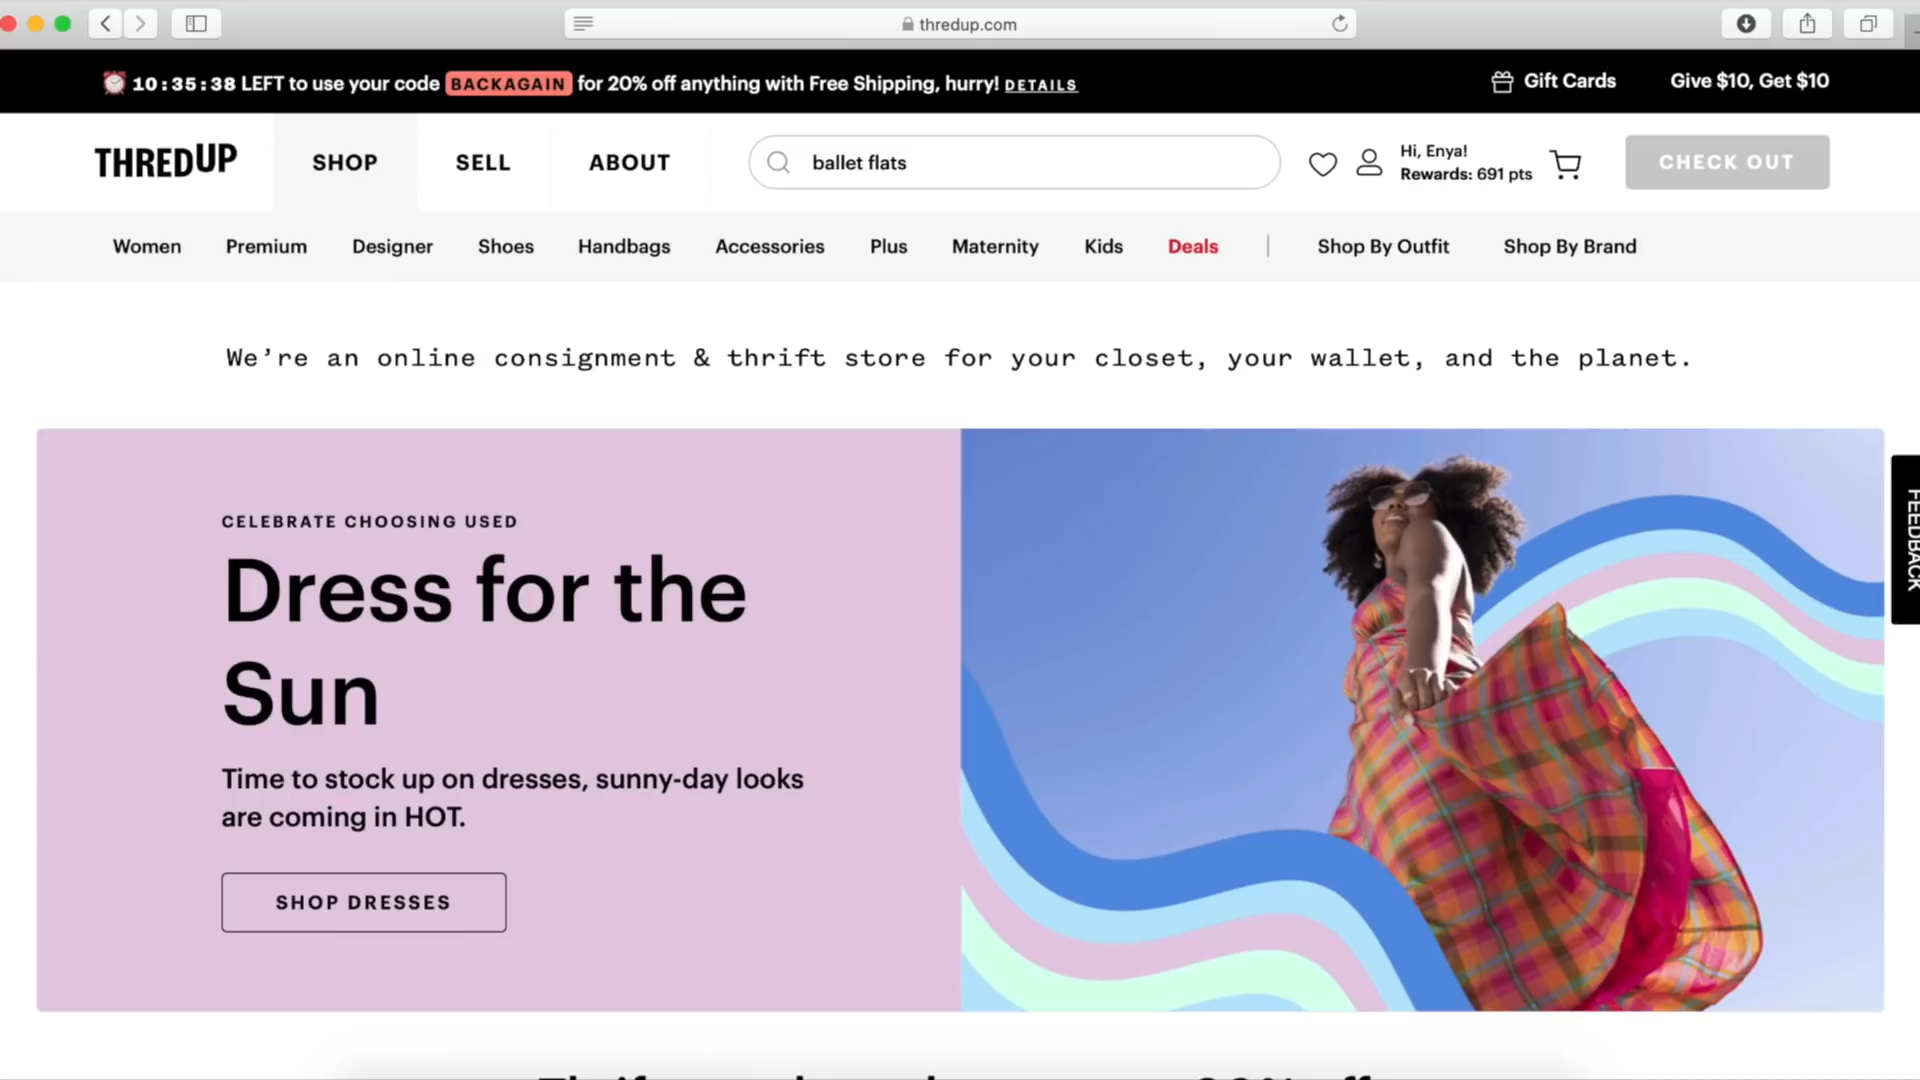 thredup.com
10:35:38 LEFT to use your code BACKAGAIN for 20% off anything with Free Shipping, hurry! DETAILS
Gift Cards
Give $10, Get $10
THREDUP
SHOP
SELL
ABOUT
ballet flats
Hi, Enya!
Rewards: 691 pts
CHECK OUT
Women
Premium
Designer
Shoes
Handbags
Accessories
Plus
Maternity
Kids
Deals
Shop By Outfit
Shop By Brand
We’re an online consignment & thrift store for your closet, your wallet, and the planet.
CELEBRATE CHOOSING USED
Dress for the
Sun
Time to stock up on dresses, sunny-day looks
are coming in HOT.
SHOP DRESSES
FEEDBACK